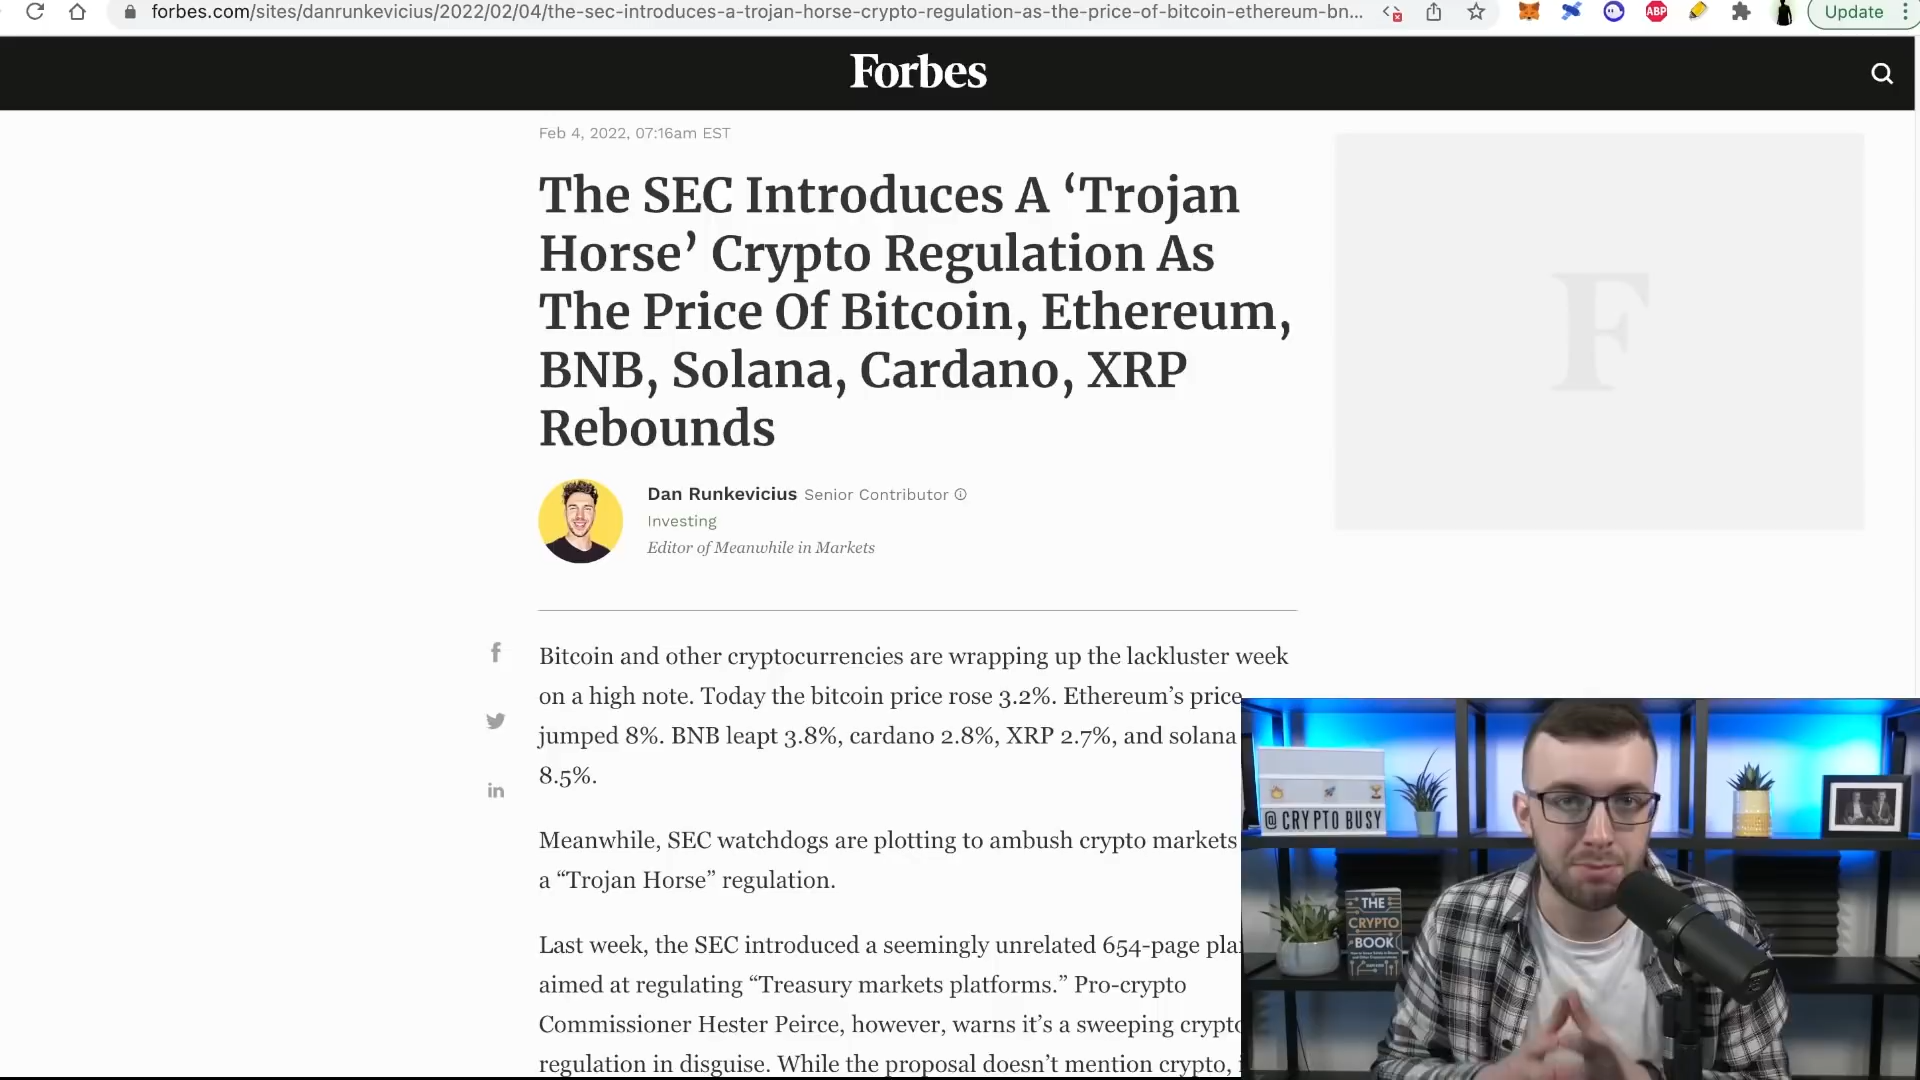 forbes.com/sites/danrunkevicius/2022/02/04/the-sec-introduces-a-trojan-horse-crypto-regulation-as-the-price-of-bitcoin-ethereum-bn...
ABP
Update
Forbes
Feb 4, 2022, 07:16am EST
The SEC Introduces A ‘Trojan
Horse’ Crypto Regulation As
The Price Of Bitcoin, Ethereum,
BNB, Solana, Cardano, XRP
Rebounds
F
Dan Runkevicius Senior Contributor
Investing
Editor of Meanwhile in Markets
Bitcoin and other cryptocurrencies are wrapping up the lackluster week
on a high note. Today the bitcoin price rose 3.2%. Ethereum’s price
jumped 8%. BNB leapt 3.8%, cardano 2.8%, XRP 2.7%, and solana
8.5%.
Meanwhile, SEC watchdogs are plotting to ambush crypto markets
a “Trojan Horse” regulation.
Last week, the SEC introduced a seemingly unrelated 654-page
aimed at regulating “Treasury markets platforms.” Pro-crypto
Commissioner Hester Peirce, however, warns it’s a sweeping
regulation in disguise. While the proposal doesn’t mention crypto,
@ CRYPTO BUSY
THE
CRYPTO
BOOK